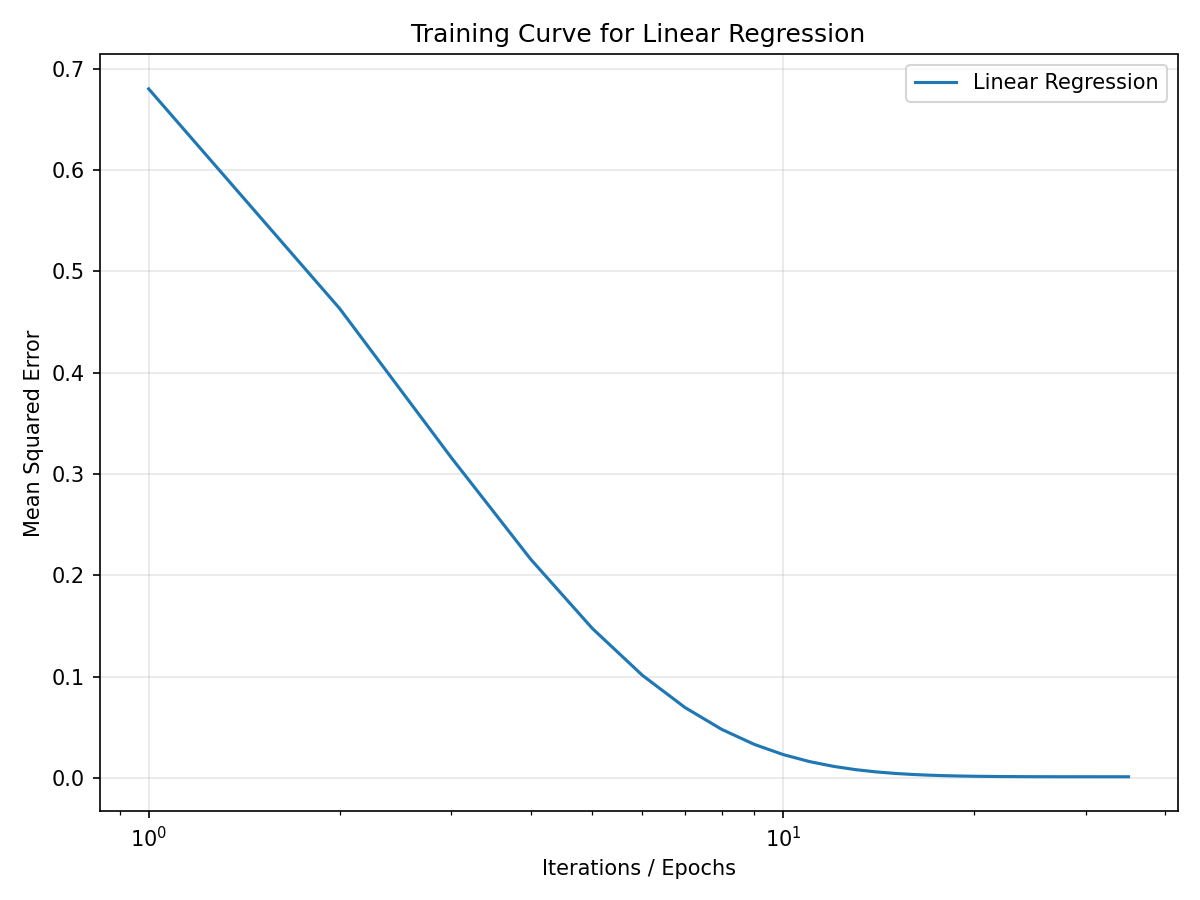 Training Curve for Linear Regression
Linear Regression
0.7
0.6
0.5
0.4
0.3
0.2
0.1
0.0
Mean Squared Error
10⁰
10¹
Iterations / Epochs